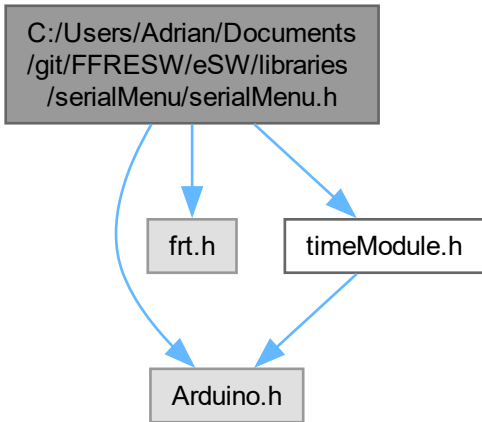 C:/Users/Adrian/Documents
/git/FFRESW/eSW/libraries
/serialMenu/serialMenu.h
frt.h
timeModule.h
Arduino.h